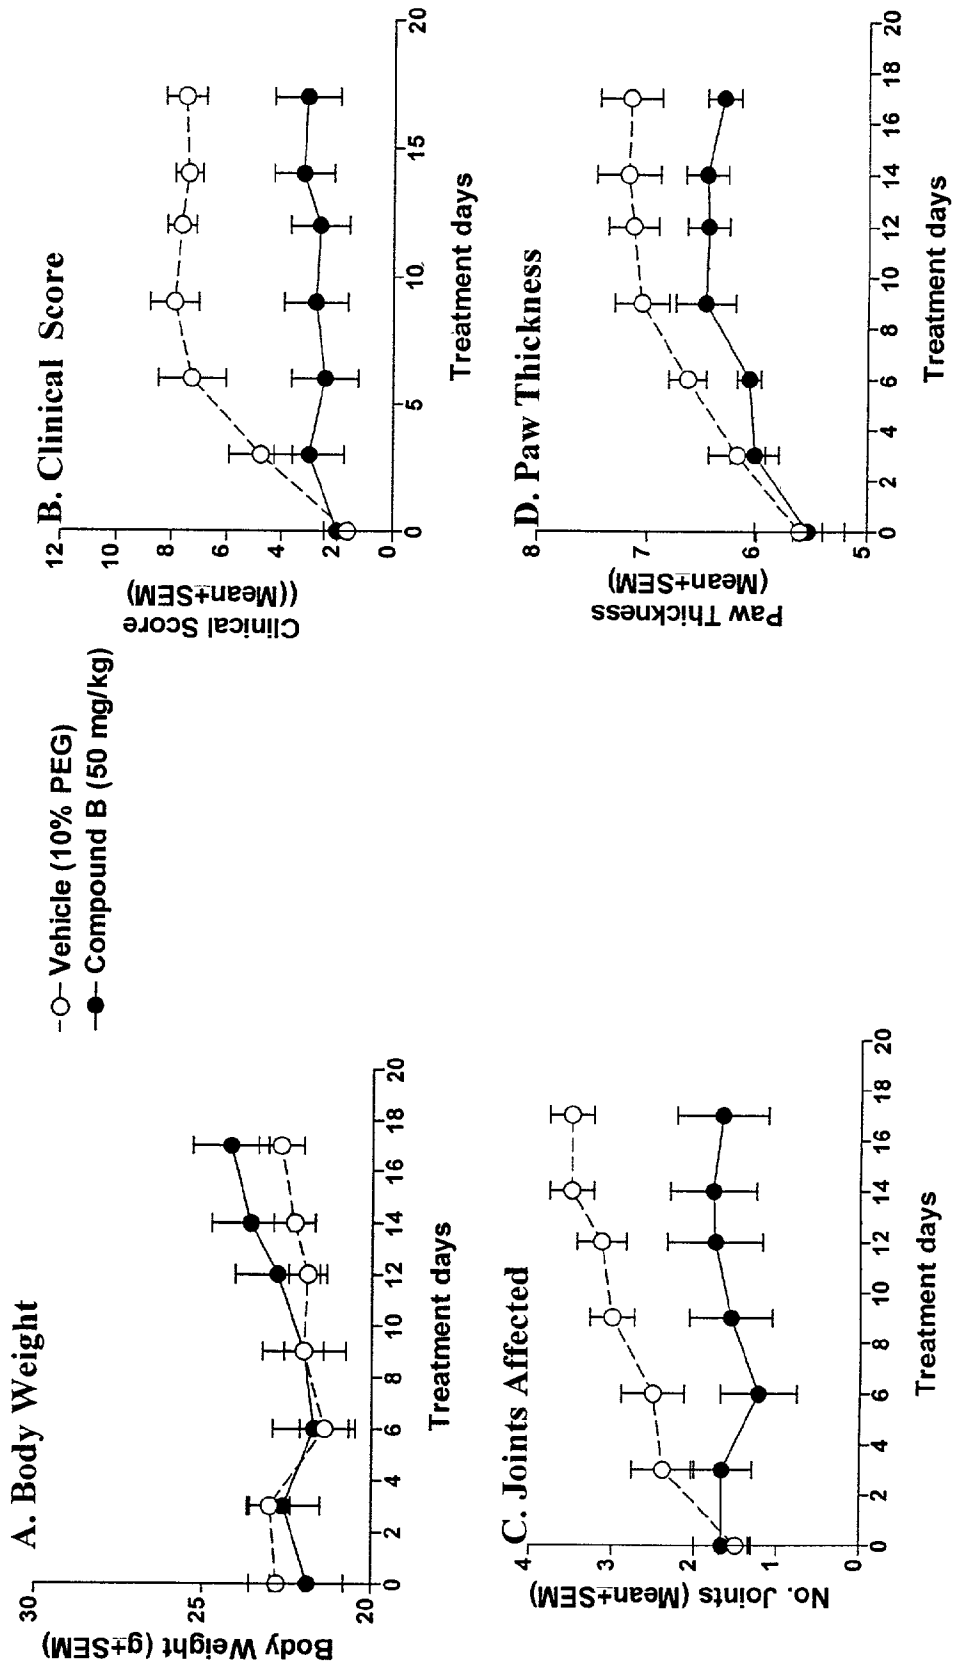 Vehicle (10% PEG)
Compound B (50 mg/kg)
A. Body Weight
Body Weight (g±SEM)
30
25
20
0 2 4 6 8 10 12 14 16 18 20
Treatment days
B. Clinical Score
Clinical Score
((Mean±SEM)
12
10
8
6
4
2
0
0 5 10 15 20
Treatment days
C. Joints Affected
No. Joints (Mean±SEM)
4
3
2
1
0
0 2 4 6 8 10 12 14 16 18 20
Treatment days
D. Paw Thickness
Paw Thickness
(Mean±SEM)
8
7
6
5
0 2 4 6 8 10 12 14 16 18 20
Treatment days